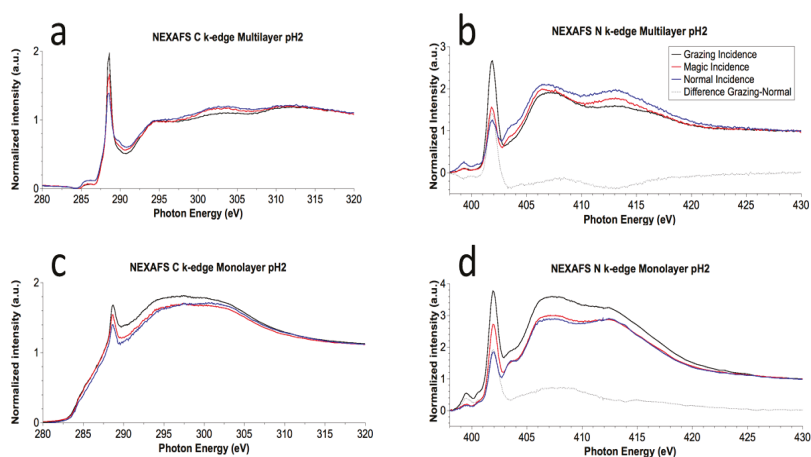 a
NEXAFS C k-edge Multilayer pH2
Normalized intensity (a.u.)
2
1
0
280 285 290 295 300 305 310 315 320
Photon Energy (eV)
b
NEXAFS N k-edge Multilayer pH2
Grazing Incidence
Magic Incidence
Normal Incidence
Difference Grazing-Normal
Normalized intensity (a.u.)
3
2
1
0
400 405 410 415 420 425 430
Photon Energy (eV)
c
NEXAFS C k-edge Monolayer pH2
Normalized intensity (a.u.)
2
1
0
280 285 290 295 300 305 310 315 320
Photon Energy (eV)
d
NEXAFS N k-edge Monolayer pH2
Normalized intensity (a.u.)
4
3
2
1
0
400 405 410 415 420 425 430
Photon Energy (eV)